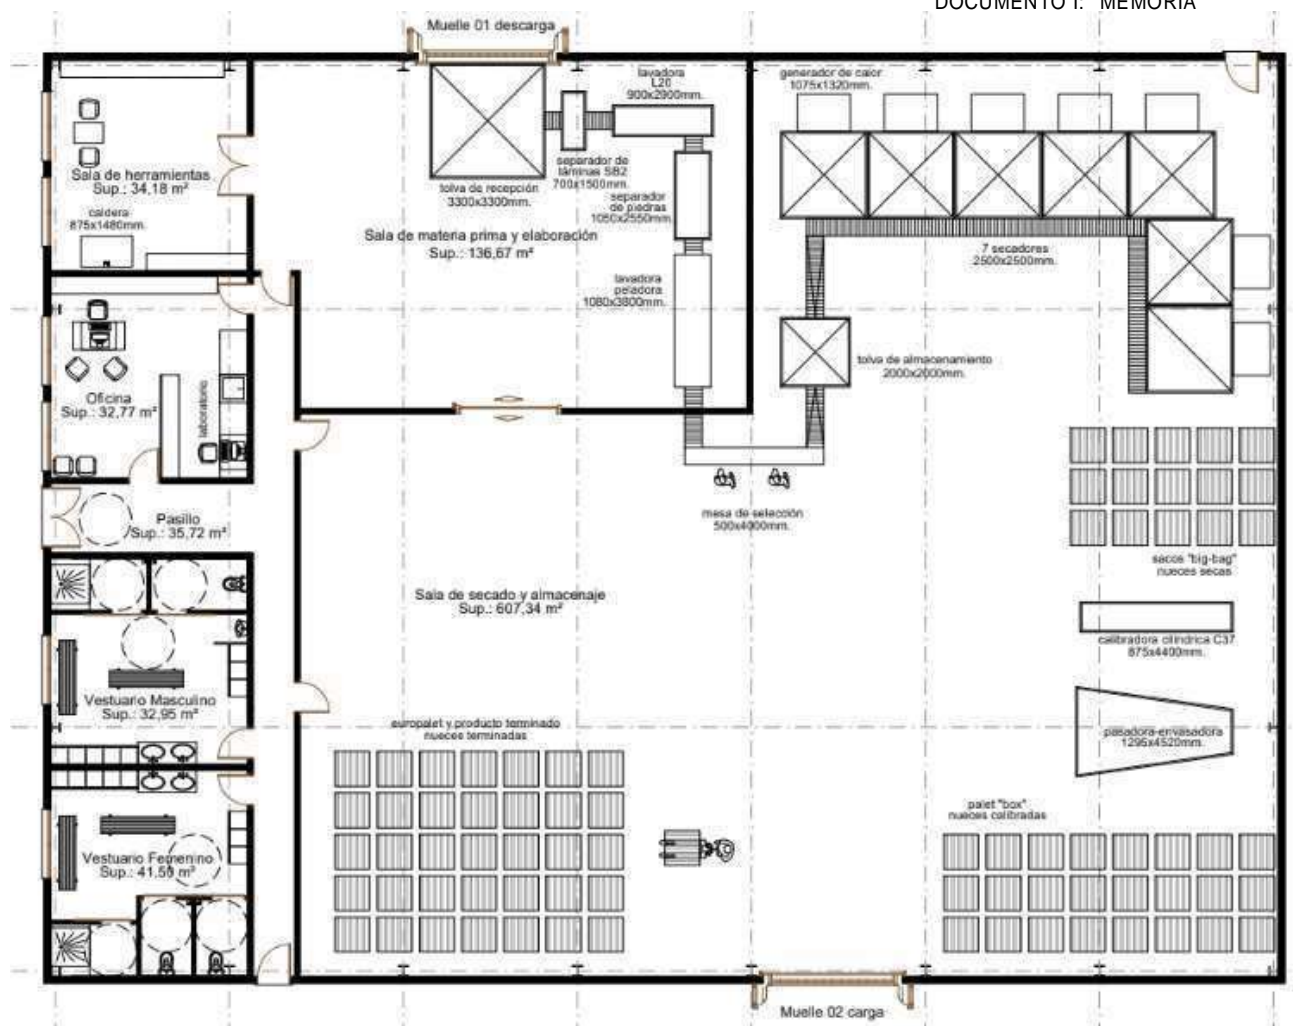 DOCUMENTO I: MEMORIA
Muelle 01 descarga
lavadora
L20
900x2900mm.
generador de calor
1075x1320mm.
Sala de herramientas
Sup.: 34,18 m²
caldera
875x1480mm.
tolva de recepción
3300x3300mm.
separador de
láminas SB2
700x1500mm.
separador
de piedras
1050x2550mm.
Sala de materia prima y elaboración
Sup.: 136,67 m²
7 secadores
2500x2500mm.
lavadora
peladora
1080x3800mm.
tolva de almacenamiento
2000x2000mm.
Oficina
Sup.: 32,77 m²
laboratorio
mesa de selección
500x4000mm.
Pasillo
Sup.: 35,72 m²
sacos "big-bag"
nueces secas
Sala de secado y almacenaje
Sup.: 607,34 m²
calibradora cilíndrica C37
875x4400mm.
Vestuario Masculino
Sup.: 32,95 m²
europalet y producto terminado
nueces terminadas
pasadora-envasadora
1295x4520mm.
palet "box"
nueces calibradas
Vestuario Femenino
Sup.: 41,50 m²
Muelle 02 carga